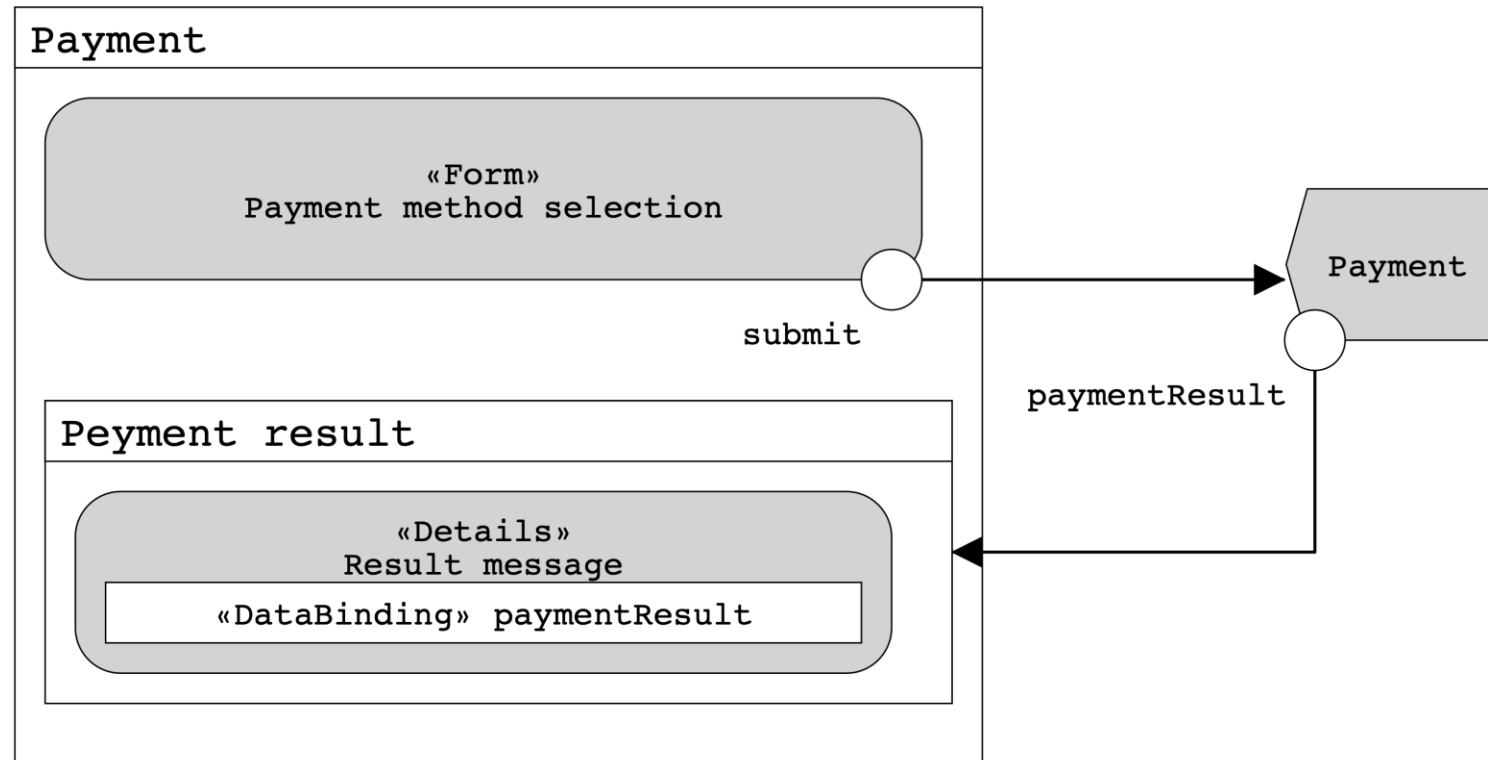 Payment
«Form»
Payment method selection
submit
Payment
paymentResult
Peyment result
«Details»
Result message
«DataBinding» paymentResult